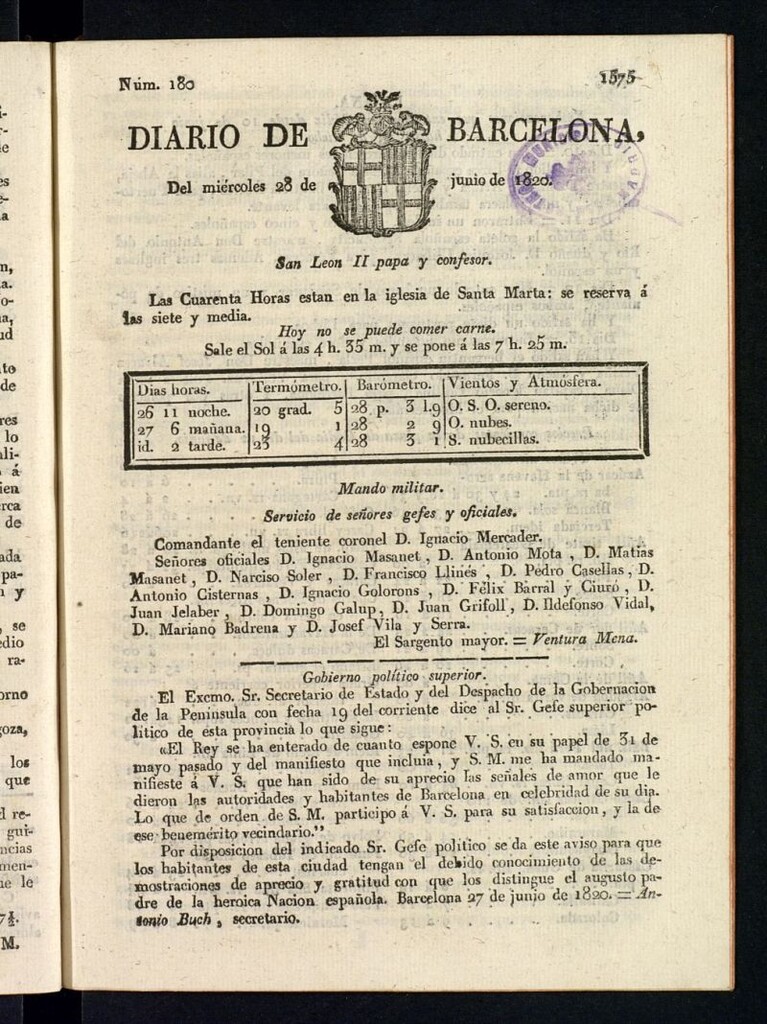 Núm. 180
1575
DIARIO DE BARCELONA,
Del miércoles 28 de junio de 1820.
San Leon II papa y confesor.
Las Cuarenta Horas estan en la iglesia de Santa Marta: se reserva á
las siete y media.
Hoy no se puede comer carne.
Sale el Sol á las 4 h. 35 m. y se pone á las 7 h. 25 m.
Dias horas. Termómetro. Barómetro. Vientos y Atmósfera.
26 11 noche. 20 grad. 5 28 p. 3 l. 9 O. S. O. sereno.
27 6 mañana. 19 1 28 2 9 O. nubes.
id. 2 tarde. 23 4 28 3 1 S. nubecillas.
Mando militar.
Servicio de señores gefes y oficiales.
Comandante el teniente coronel D. Ignacio Mercader.
Señores oficiales D. Ignacio Masanet, D. Antonio Mota, D. Matias
Masanet, D. Narciso Soler, D. Francisco Llinés, D. Pedro Casellas, D.
Antonio Cisternas, D. Ignacio Golorons, D. Félix Barral y Ciuró, D.
Juan Jelaber, D. Domingo Galup, D. Juan Grifoll, D. Ildefonso Vidal,
D. Mariano Badrena y D. Josef Vila y Serra.
El Sargento mayor. = Ventura Mena.
Gobierno político superior.
El Excmo. Sr. Secretario de Estado y del Despacho de la Gobernacion
de la Península con fecha 19 del corriente dice al Sr. Gefe superior po-
lítico de esta provincia lo que sigue:
«El Rey se ha enterado de cuanto espone V. S. en su papel de 31 de
mayo pasado y del manifiesto que incluia, y S. M. me ha mandado ma-
nifieste á V. S. que han sido de su aprecio las señales de amor que le
dieron las autoridades y habitantes de Barcelona en celebridad de su dia.
Lo que de orden de S. M. participo á V. S. para su satisfaccion, y la de
ese benemérito vecindario."
Por disposicion del indicado Sr. Gefe político se da este aviso para que
los habitantes de esta ciudad tengan el debido conocimiento de las de-
mostraciones de aprecio y gratitud con que los distingue el augusto pa-
dre de la heroica Nacion española. Barcelona 27 de junio de 1820. = An-
tonio Buch, secretario.